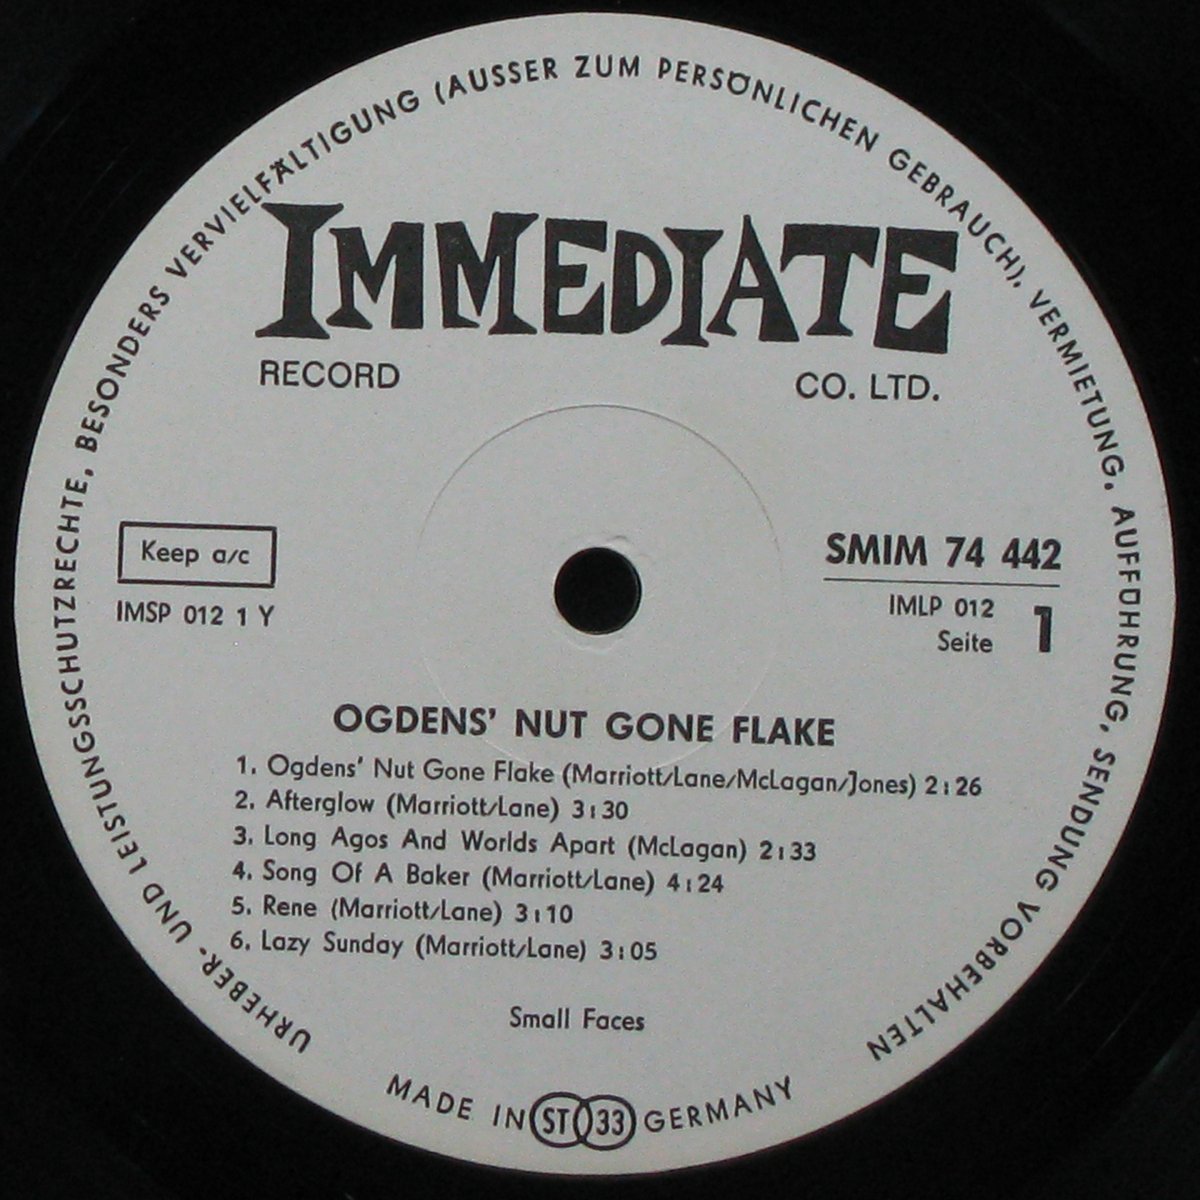 URHEBER- UND LEISTUNGSSCHUTZRECHTE, BESONDERS VERVIELFÄLTIGUNG (AUSSER ZUM PERSÖNLICHEN GEBRAUCH), VERMIETUNG, AUFFÜHRUNG, SENDUNG VORBEHALTEN
IMMEDIATE
RECORD CO. LTD.
Keep a/c
IMSP 012 1 Y
SMIM 74 442
IMLP 012
Seite 1
OGDENS' NUT GONE FLAKE
1. Ogdens' Nut Gone Flake (Marriott/Lane/McLagan/Jones) 2:26
2. Afterglow (Marriott/Lane) 3:30
3. Long Agos And Worlds Apart (McLagan) 2:33
4. Song Of A Baker (Marriott/Lane) 4:24
5. Rene (Marriott/Lane) 3:10
6. Lazy Sunday (Marriott/Lane) 3:05
Small Faces
MADE IN ST 33 GERMANY